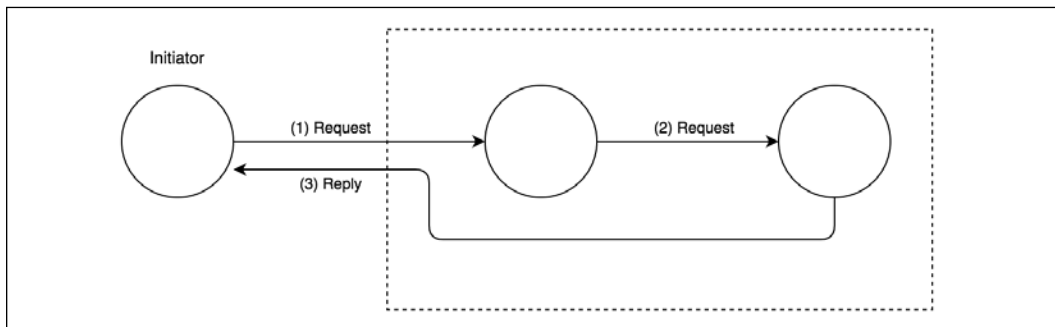 Initiator
(1) Request
(2) Request
(3) Reply